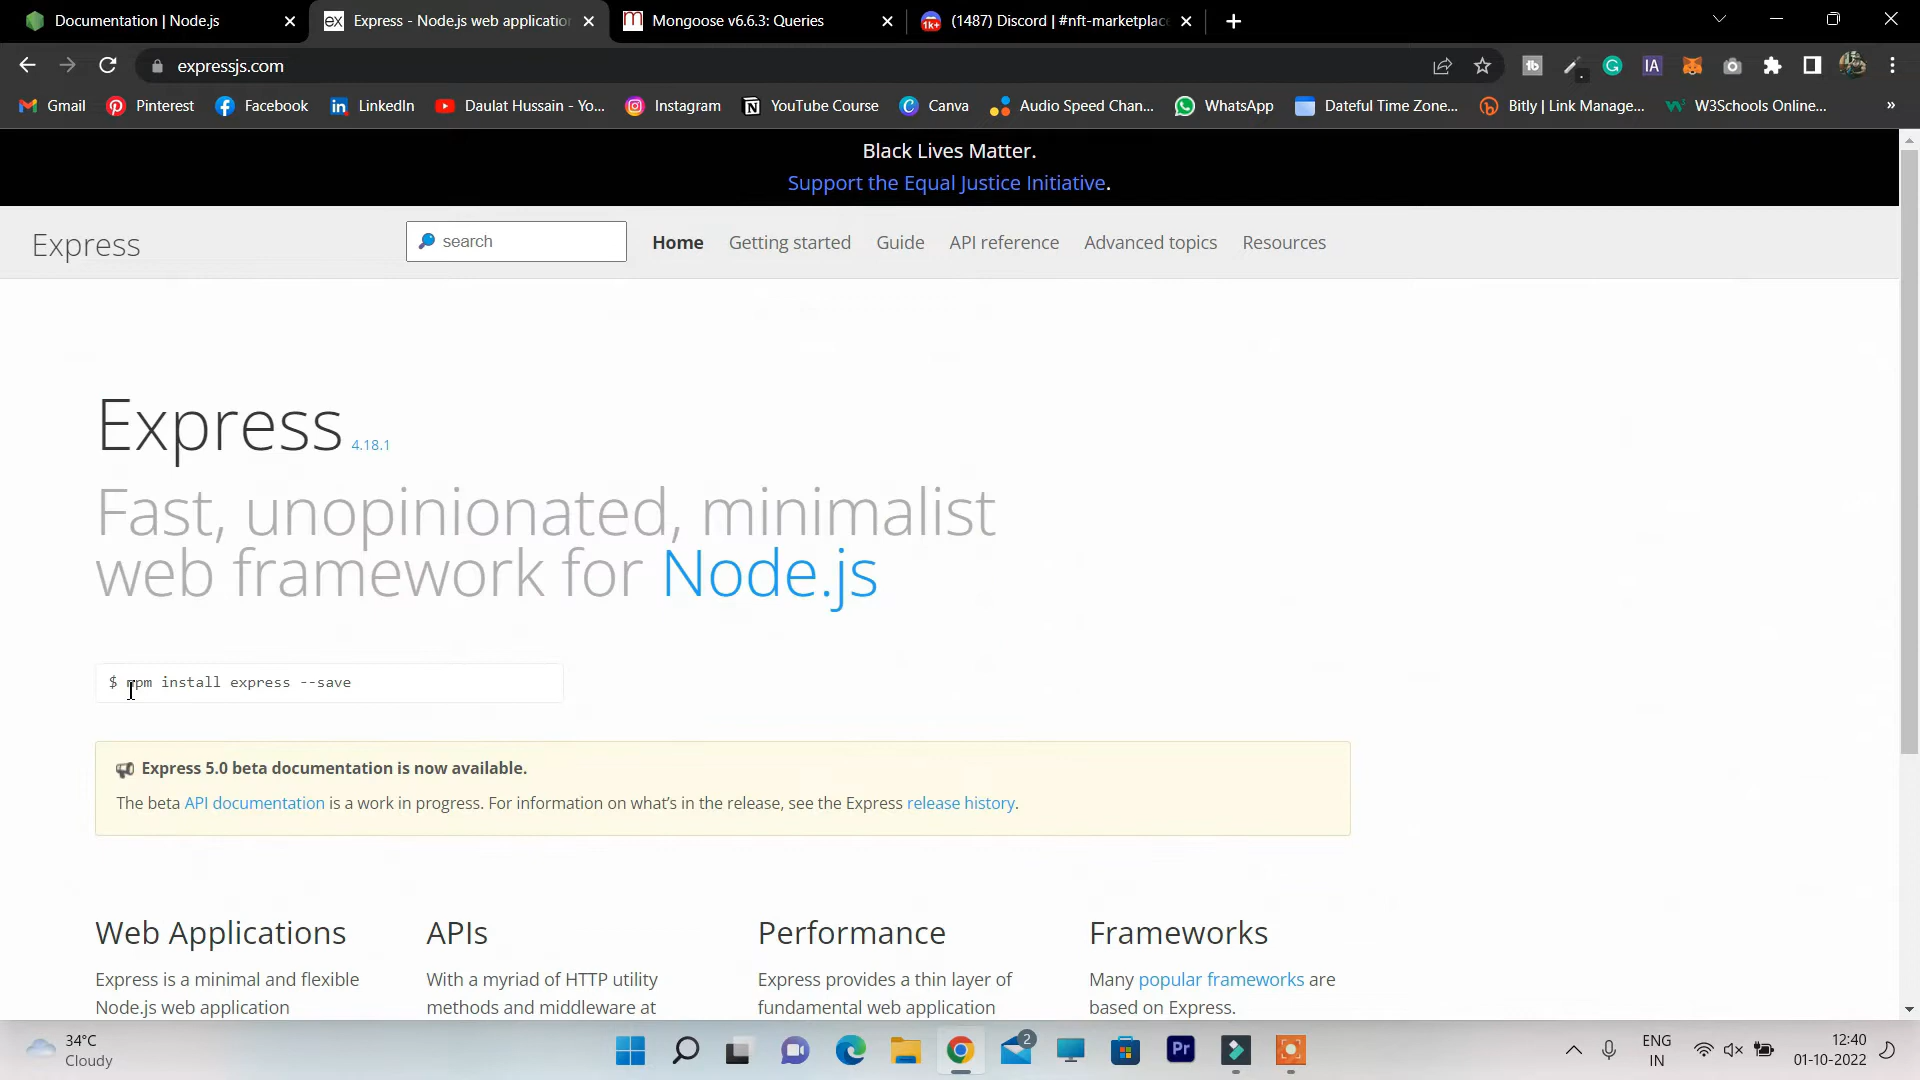 Documentation | Node.js
Express - Node.js web application
Mongoose v6.6.3: Queries
(1487) Discord | #nft-marketplace
expressjs.com
Gmail
Pinterest
Facebook
LinkedIn
Daulat Hussain - Yo...
Instagram
YouTube Course
Canva
Audio Speed Chan...
WhatsApp
Dateful Time Zone...
Bitly | Link Manage...
W3Schools Online...
»
Black Lives Matter.
Support the Equal Justice Initiative.
Express
search
Home
Getting started
Guide
API reference
Advanced topics
Resources
Express 4.18.1
Fast, unopinionated, minimalist
web framework for Node.js
$ npm install express --save
Express 5.0 beta documentation is now available.
The beta API documentation is a work in progress. For information on what’s in the release, see the Express release history.
Web Applications
Express is a minimal and flexible
Node.js web application
APIs
With a myriad of HTTP utility
methods and middleware at
Performance
Express provides a thin layer of
fundamental web application
Frameworks
Many popular frameworks are
based on Express.
34°C
Cloudy
2
Pr
ENG
IN
12:40
01-10-2022